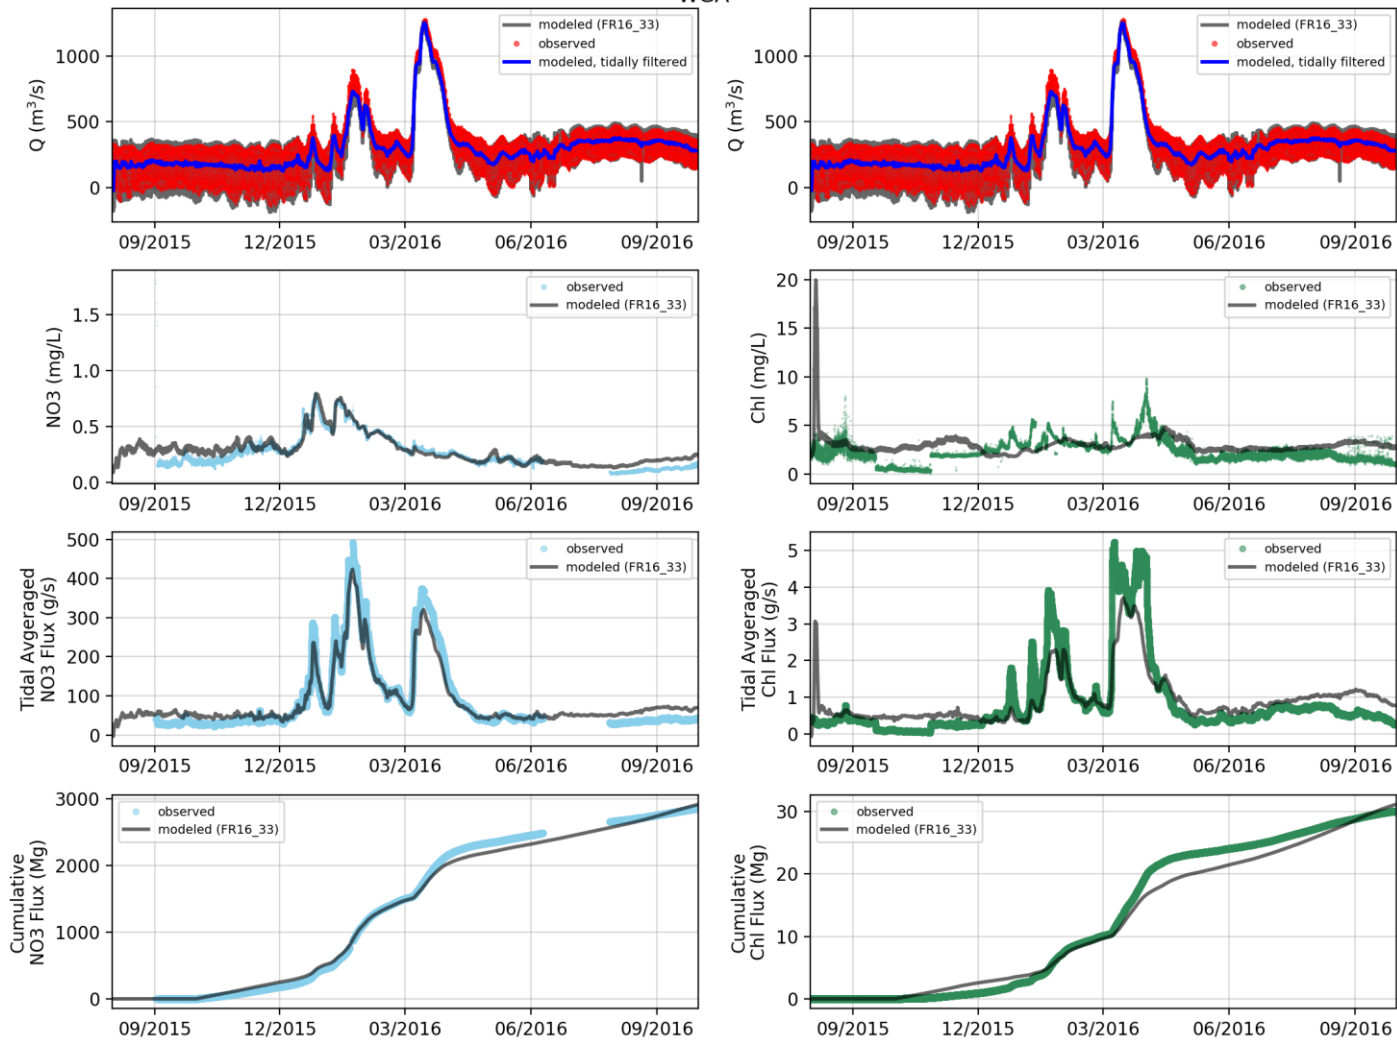 WGA
modeled (FR16_33)
observed
modeled, tidally filtered
Q (m³/s)
1000
500
0
09/2015 12/2015 03/2016 06/2016 09/2016
modeled (FR16_33)
observed
modeled, tidally filtered
Q (m³/s)
1000
500
0
09/2015 12/2015 03/2016 06/2016 09/2016
observed
modeled (FR16_33)
NO3 (mg/L)
1.5
1.0
0.5
0.0
09/2015 12/2015 03/2016 06/2016 09/2016
observed
modeled (FR16_33)
Chl (mg/L)
20
15
10
5
0
09/2015 12/2015 03/2016 06/2016 09/2016
observed
modeled (FR16_33)
Tidal Avgeraged
NO3 Flux (g/s)
500
400
300
200
100
0
09/2015 12/2015 03/2016 06/2016 09/2016
observed
modeled (FR16_33)
Tidal Avgeraged
Chl Flux (g/s)
5
4
3
2
1
0
09/2015 12/2015 03/2016 06/2016 09/2016
observed
modeled (FR16_33)
Cumulative
NO3 Flux (Mg)
3000
2000
1000
0
09/2015 12/2015 03/2016 06/2016 09/2016
observed
modeled (FR16_33)
Cumulative
Chl Flux (Mg)
30
20
10
0
09/2015 12/2015 03/2016 06/2016 09/2016